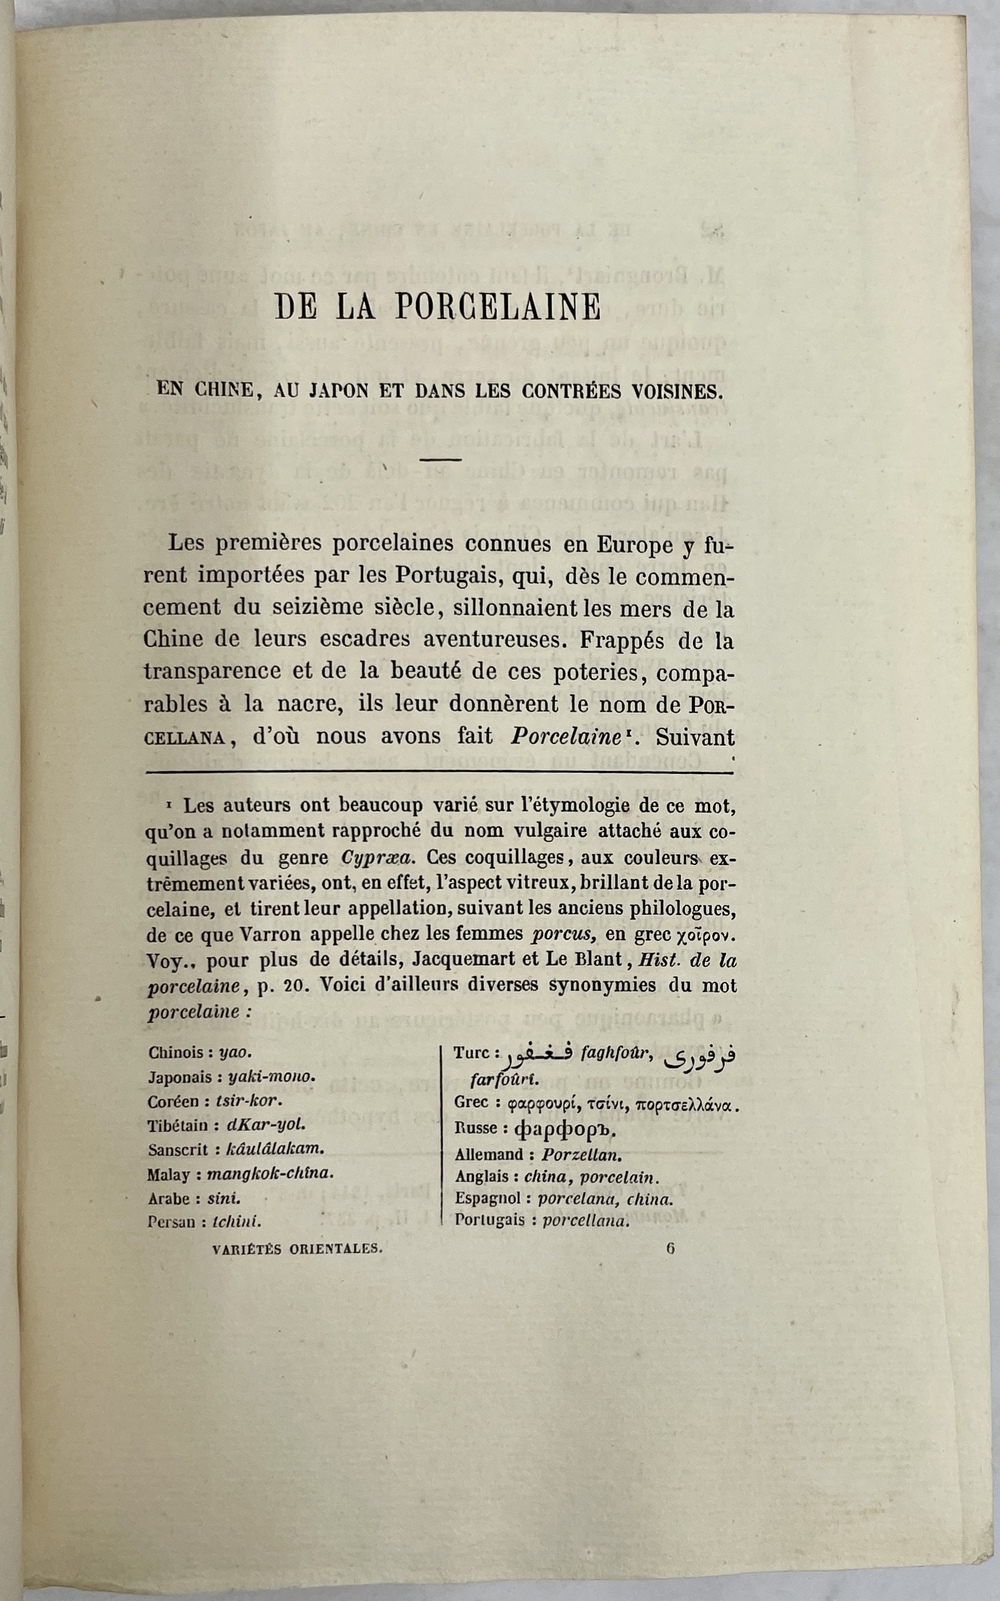 DE LA PORCELAINE
EN CHINE, AU JAPON ET DANS LES CONTRÉES VOISINES.
Les premières porcelaines connues en Europe y fu-
rent importées par les Portugais, qui, dès le commen-
cement du seizième siècle, sillonnaient les mers de la
Chine de leurs escadres aventureuses. Frappés de la
transparence et de la beauté de ces poteries, compa-
rables à la nacre, ils leur donnèrent le nom de POR-
CELLANA, d'où nous avons fait Porcelaine¹. Suivant
¹ Les auteurs ont beaucoup varié sur l'étymologie de ce mot,
qu'on a notamment rapproché du nom vulgaire attaché aux co-
quillages du genre Cypræa. Ces coquillages, aux couleurs ex-
trêmement variées, ont, en effet, l'aspect vitreux, brillant de la por-
celaine, et tirent leur appellation, suivant les anciens philologues,
de ce que Varron appelle chez les femmes porcus, en grec χοῖρον.
Voy., pour plus de détails, Jacquemart et Le Blant, Hist. de la
porcelaine, p. 20. Voici d'ailleurs diverses synonymies du mot
porcelaine :
Chinois : yao.
Japonais : yaki-mono.
Coréen : tsir-kor.
Tibétain : dKar-yol.
Sanscrit : kâulâlakam.
Malay : mangkok-chîna.
Arabe : sini.
Persan : tchini.
Turc : فغفور faghfoûr, فرفورى
farfoûri.
Grec : φαρφουρί, τσίνι, πορτσελλάνα.
Russe : фарфоръ.
Allemand : Porzellan.
Anglais : china, porcelain.
Espagnol : porcelana, china.
Portugais : porcellana.
VARIÉTÉS ORIENTALES. 6